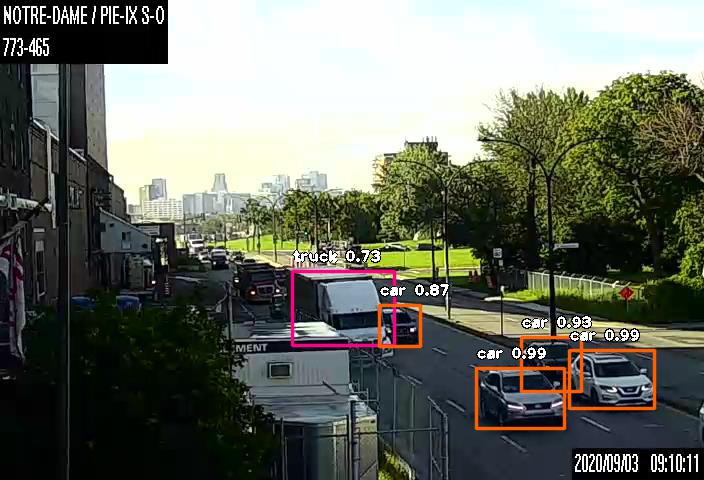 NOTRE-DAME / PIE-IX S-O
773-465
truck 0.73
car 0.87
car 0.93
car 0.99
car 0.99
MENT
2020/09/03 09:10:11